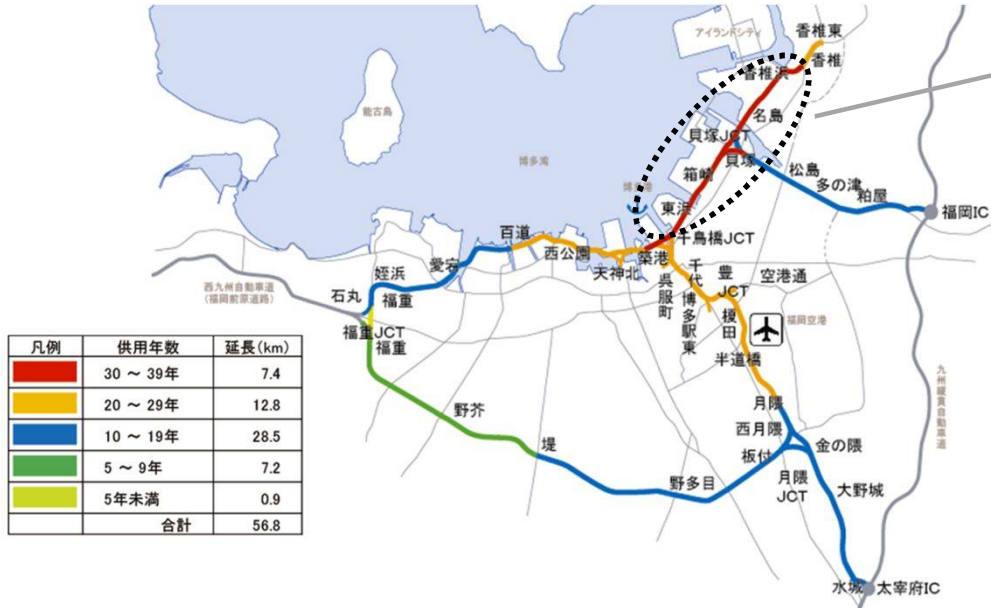 アイランドシティ
香椎東
香椎
香椎浜
能古島
名島
貝塚JCT
博多湾
貝塚
松島
箱崎
多の津
粕屋
博多港
東浜
福岡IC
百道
千鳥橋JCT
西公園
築港
愛宕
天神北
千代
豊
JCT
空港通
姪浜
呉服町
西九州自動車道
(福岡前原道路)
石丸
福重
博多駅東
榎田
福岡空港
福重JCT
福重
半道橋
九州縦貫自動車道
月隈
野芥
西月隈
金の隈
堤
板付
月隈
JCT
野多目
大野城
水城
太宰府IC
凡例 供用年数 延長(km)
30 ～ 39年 7.4
20 ～ 29年 12.8
10 ～ 19年 28.5
5 ～ 9年 7.2
5年未満 0.9
合計 56.8